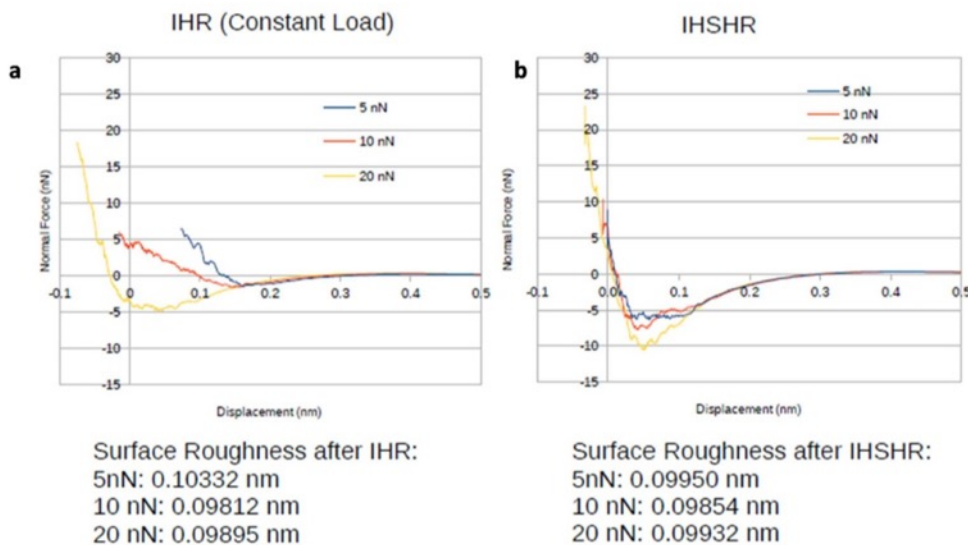 IHR (Constant Load)
a
30
25
20
15
10
5
0
-5
-10
-15
-0.1
0
0.1
0.2
0.3
0.4
0.5
Normal Force (nN)
Displacement (nm)
5 nN
10 nN
20 nN
Surface Roughness after IHR:
5nN: 0.10332 nm
10 nN: 0.09812 nm
20 nN: 0.09895 nm
IHSHR
b
30
25
20
15
10
5
0
-5
-10
-15
-0.1
0.0
0.1
0.2
0.3
0.4
0.5
Normal Force (nN)
Displacement (nm)
5 nN
10 nN
20 nN
Surface Roughness after IHSHR:
5nN: 0.09950 nm
10 nN: 0.09854 nm
20 nN: 0.09932 nm